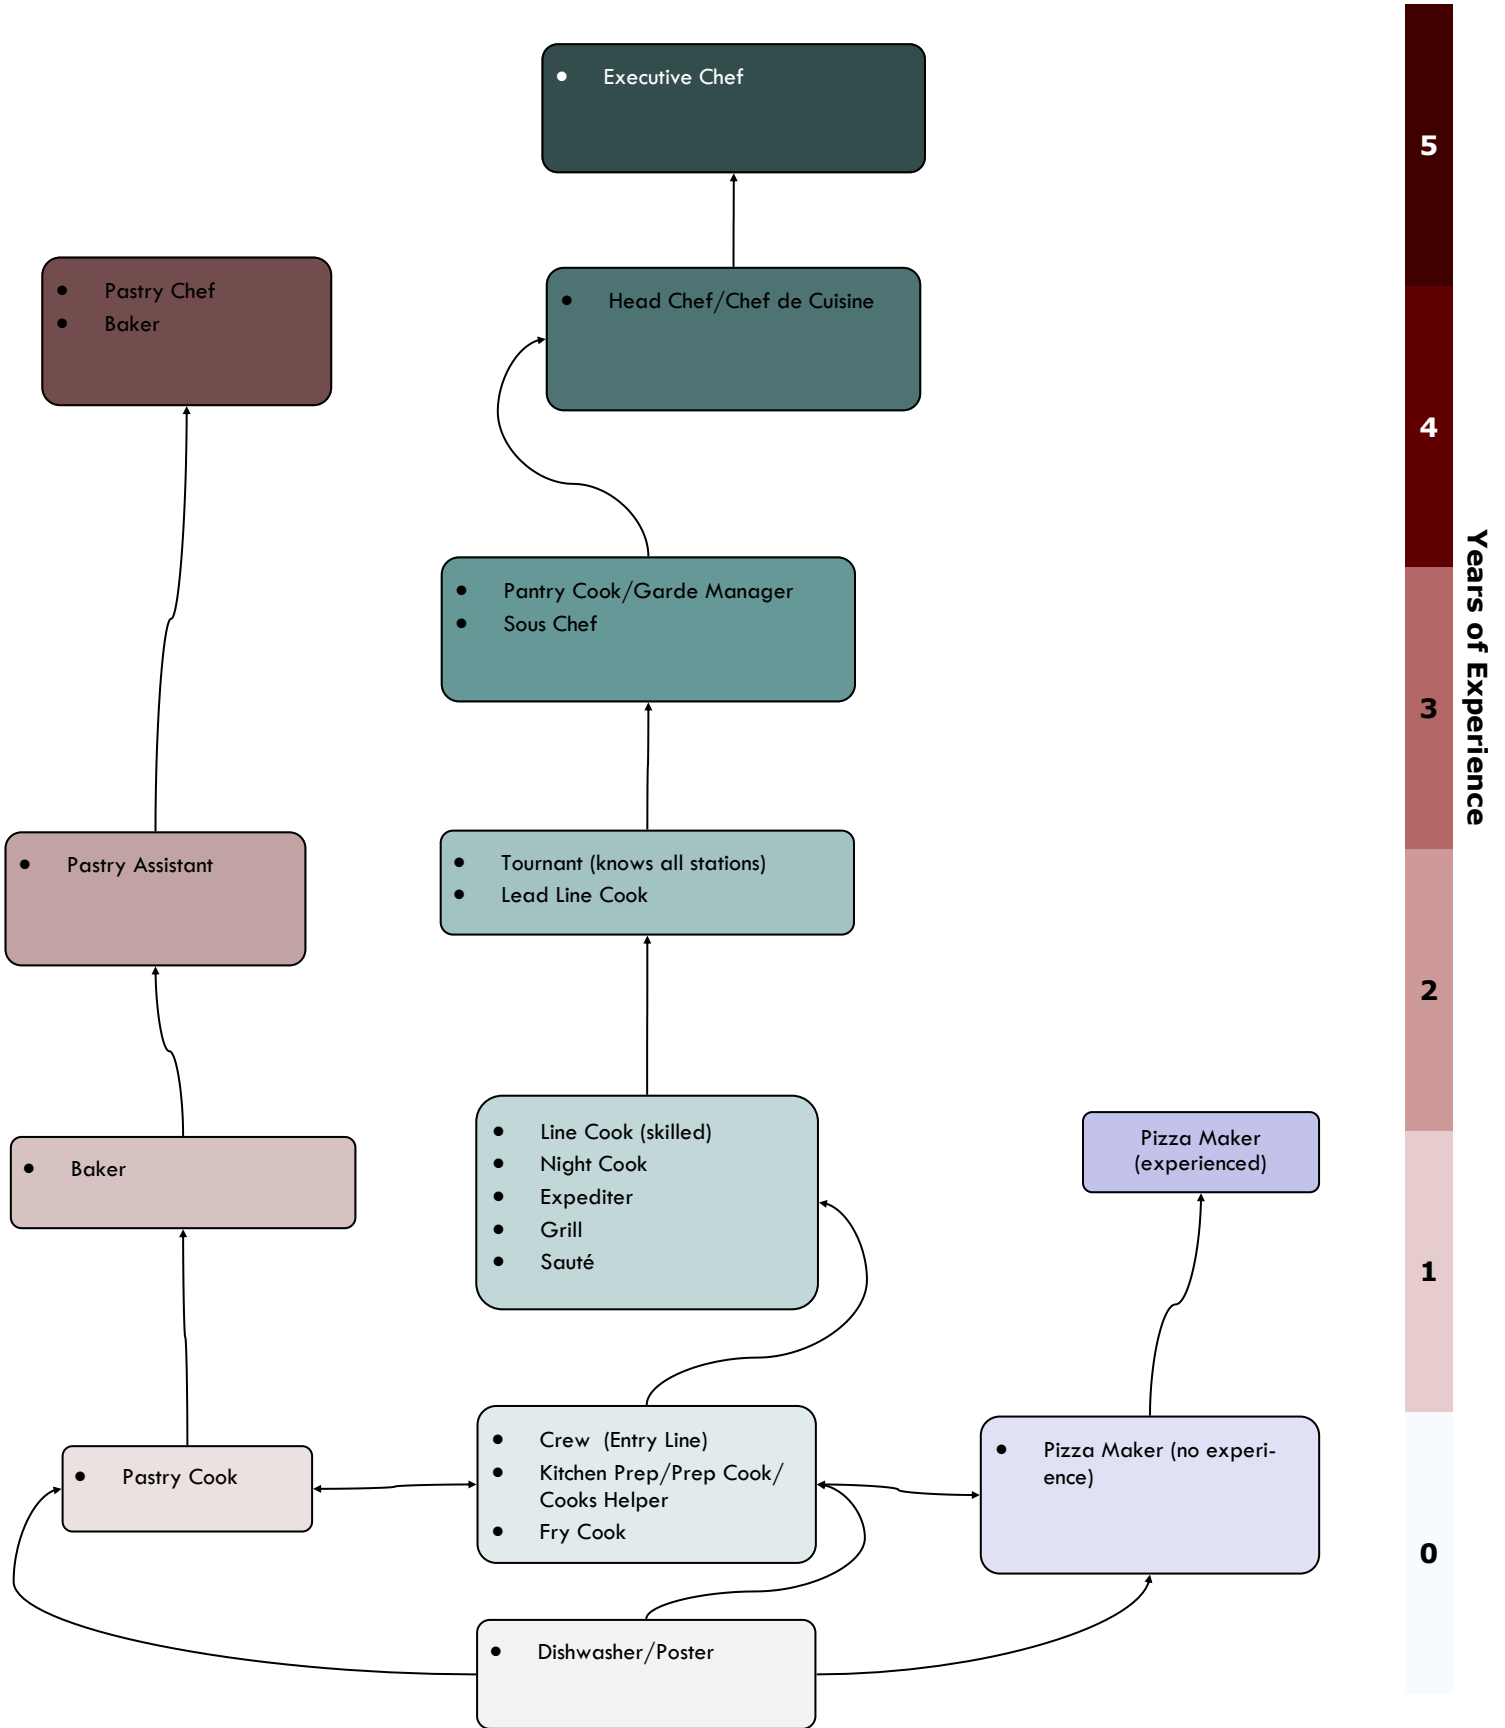 Executive Chef
5
Pastry Chef
Baker
Head Chef/Chef de Cuisine
4
Years of Experience
Pantry Cook/Garde Manager
Sous Chef
3
Pastry Assistant
Tournant (knows all stations)
Lead Line Cook
2
Baker
Line Cook (skilled)
Night Cook
Expediter
Grill
Sauté
Pizza Maker
(experienced)
1
Pastry Cook
Crew  (Entry Line)
Kitchen Prep/Prep Cook/
Cooks Helper
Fry Cook
Pizza Maker (no experi-
ence)
0
Dishwasher/Poster